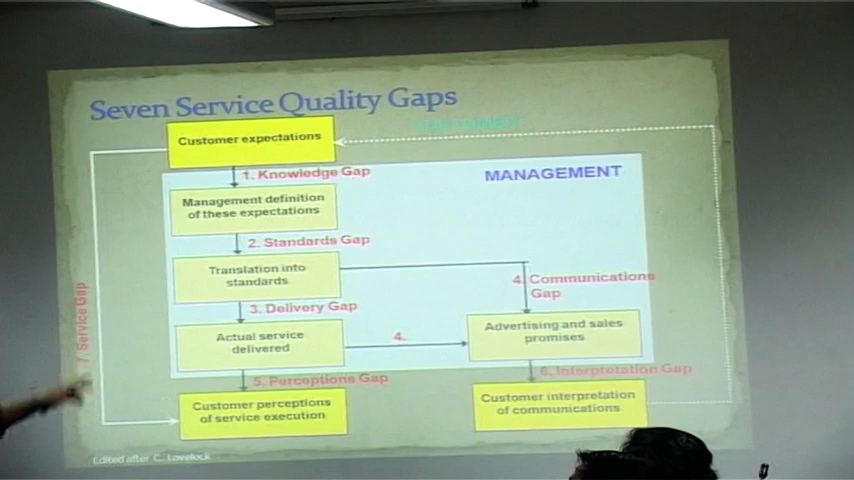 Seven Service Quality Gaps
CUSTOMER
Customer expectations
1. Knowledge Gap
MANAGEMENT
Management definition
of these expectations
2. Standards Gap
Translation into
standards
4. Communications
Gap
3. Delivery Gap
7. Service Gap
Actual service
delivered
4.
Advertising and sales
promises
5. Perceptions Gap
6. Interpretation Gap
Customer perceptions
of service execution
Customer interpretation
of communications
Edited after C. Lovelock